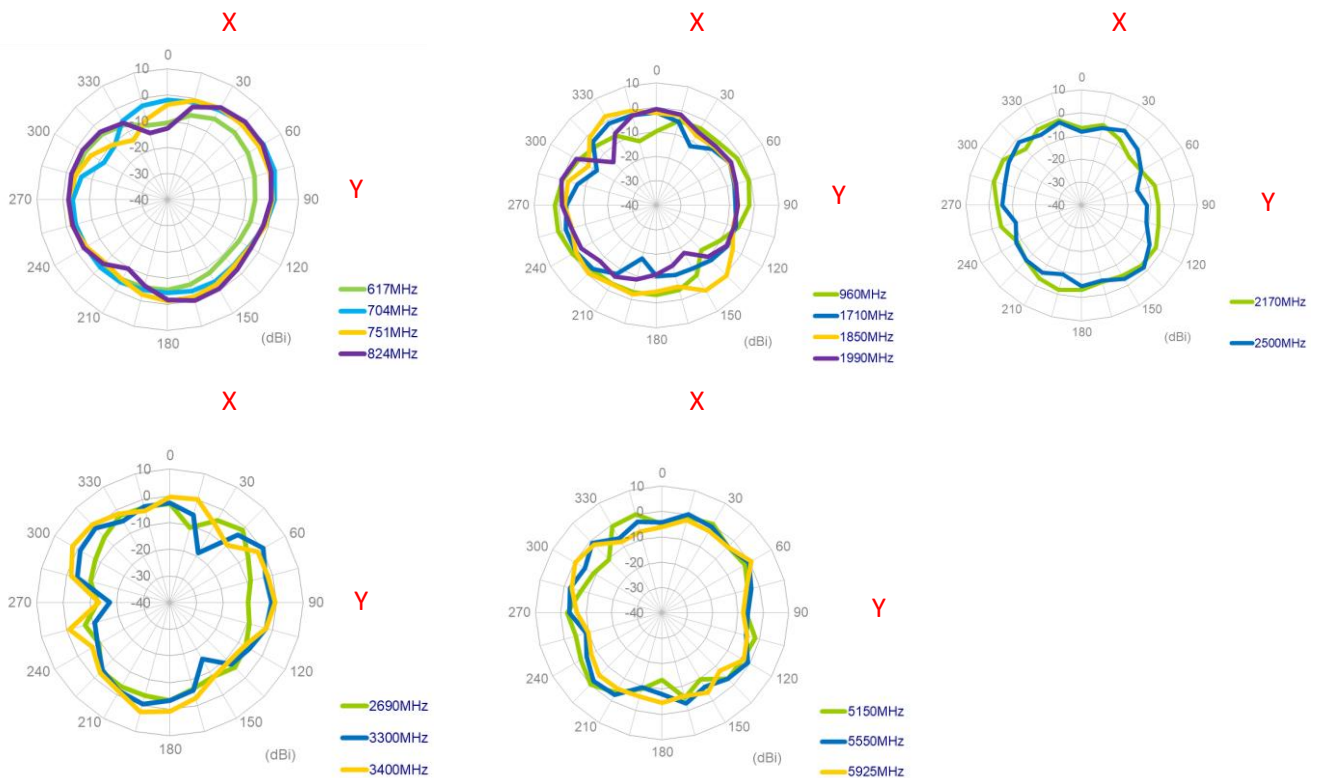 X
0
10
0
-10
-20
-30
-40
30
60
90
120
150
180
210
240
270
300
330
(dBi)
Y
617MHz
704MHz
751MHz
824MHz
X
0
10
0
-10
-20
-30
-40
30
60
90
120
150
180
210
240
270
300
330
(dBi)
Y
960MHz
1710MHz
1850MHz
1990MHz
X
0
10
0
-10
-20
-30
-40
30
60
90
120
150
180
210
240
270
300
330
(dBi)
Y
2170MHz
2500MHz
X
0
10
0
-10
-20
-30
-40
30
60
90
120
150
180
210
240
270
300
330
(dBi)
Y
2690MHz
3300MHz
3400MHz
X
0
10
0
-10
-20
-30
-40
30
60
90
120
150
180
210
240
270
300
330
(dBi)
Y
5150MHz
5550MHz
5925MHz